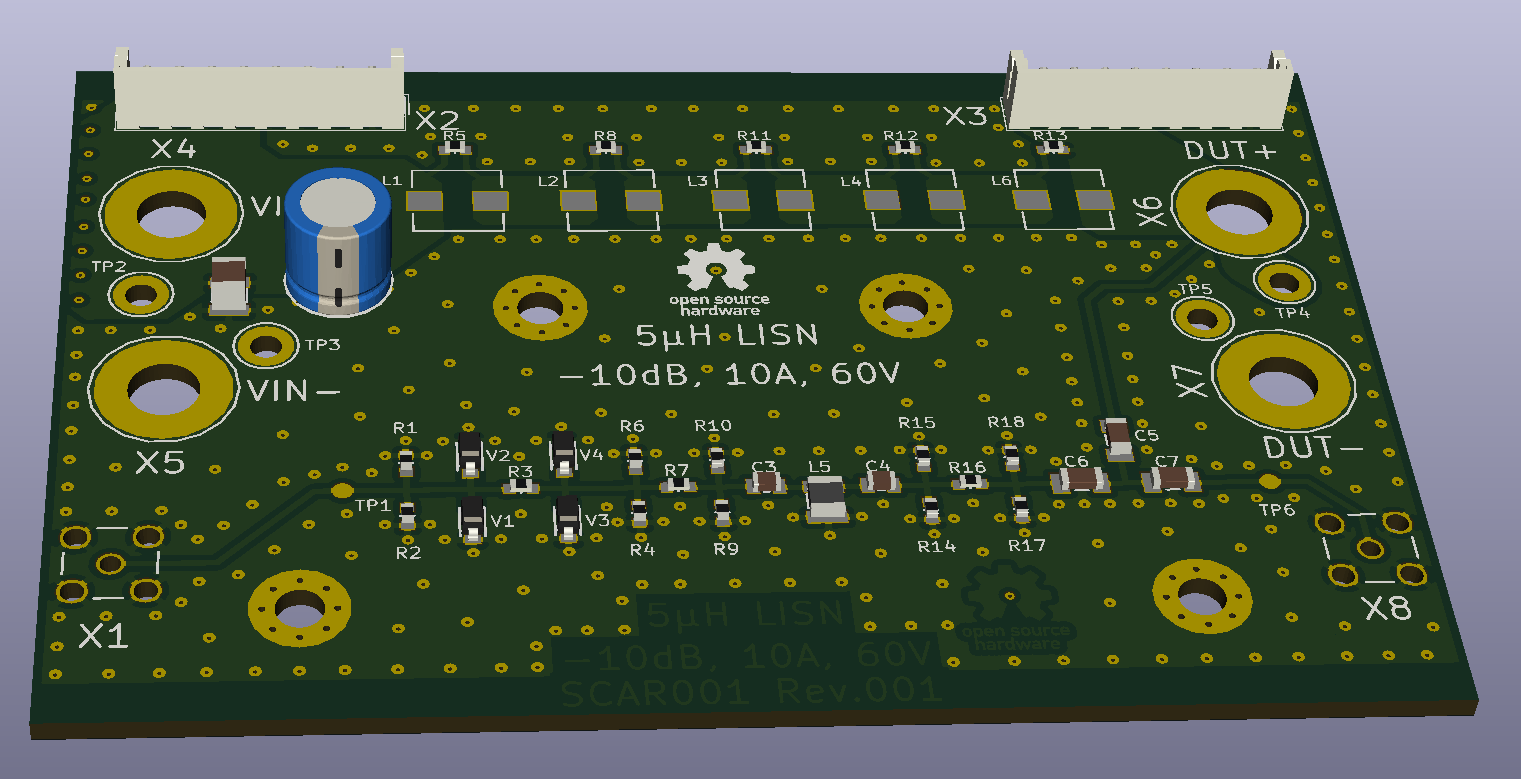 X2
X3
R5
R8
R11
R12
R13
X4
DUT+
L1
L2
L3
L4
L6
VI
X6
TP2
TP5
TP4
open source
hardware
5µH LISN
TP3
-10dB, 10A, 60V
X7
VIN-
DUT-
X5
R1
R6
R10
R15
R18
C5
V2
V4
R3
R7
C3
L5
C4
R16
C6
C7
TP1
TP6
V1
V3
R2
R4
R9
R14
R17
X1
X8
5µH LISN
-10dB, 10A, 60V
SCAR001 Rev.001
open source
hardware